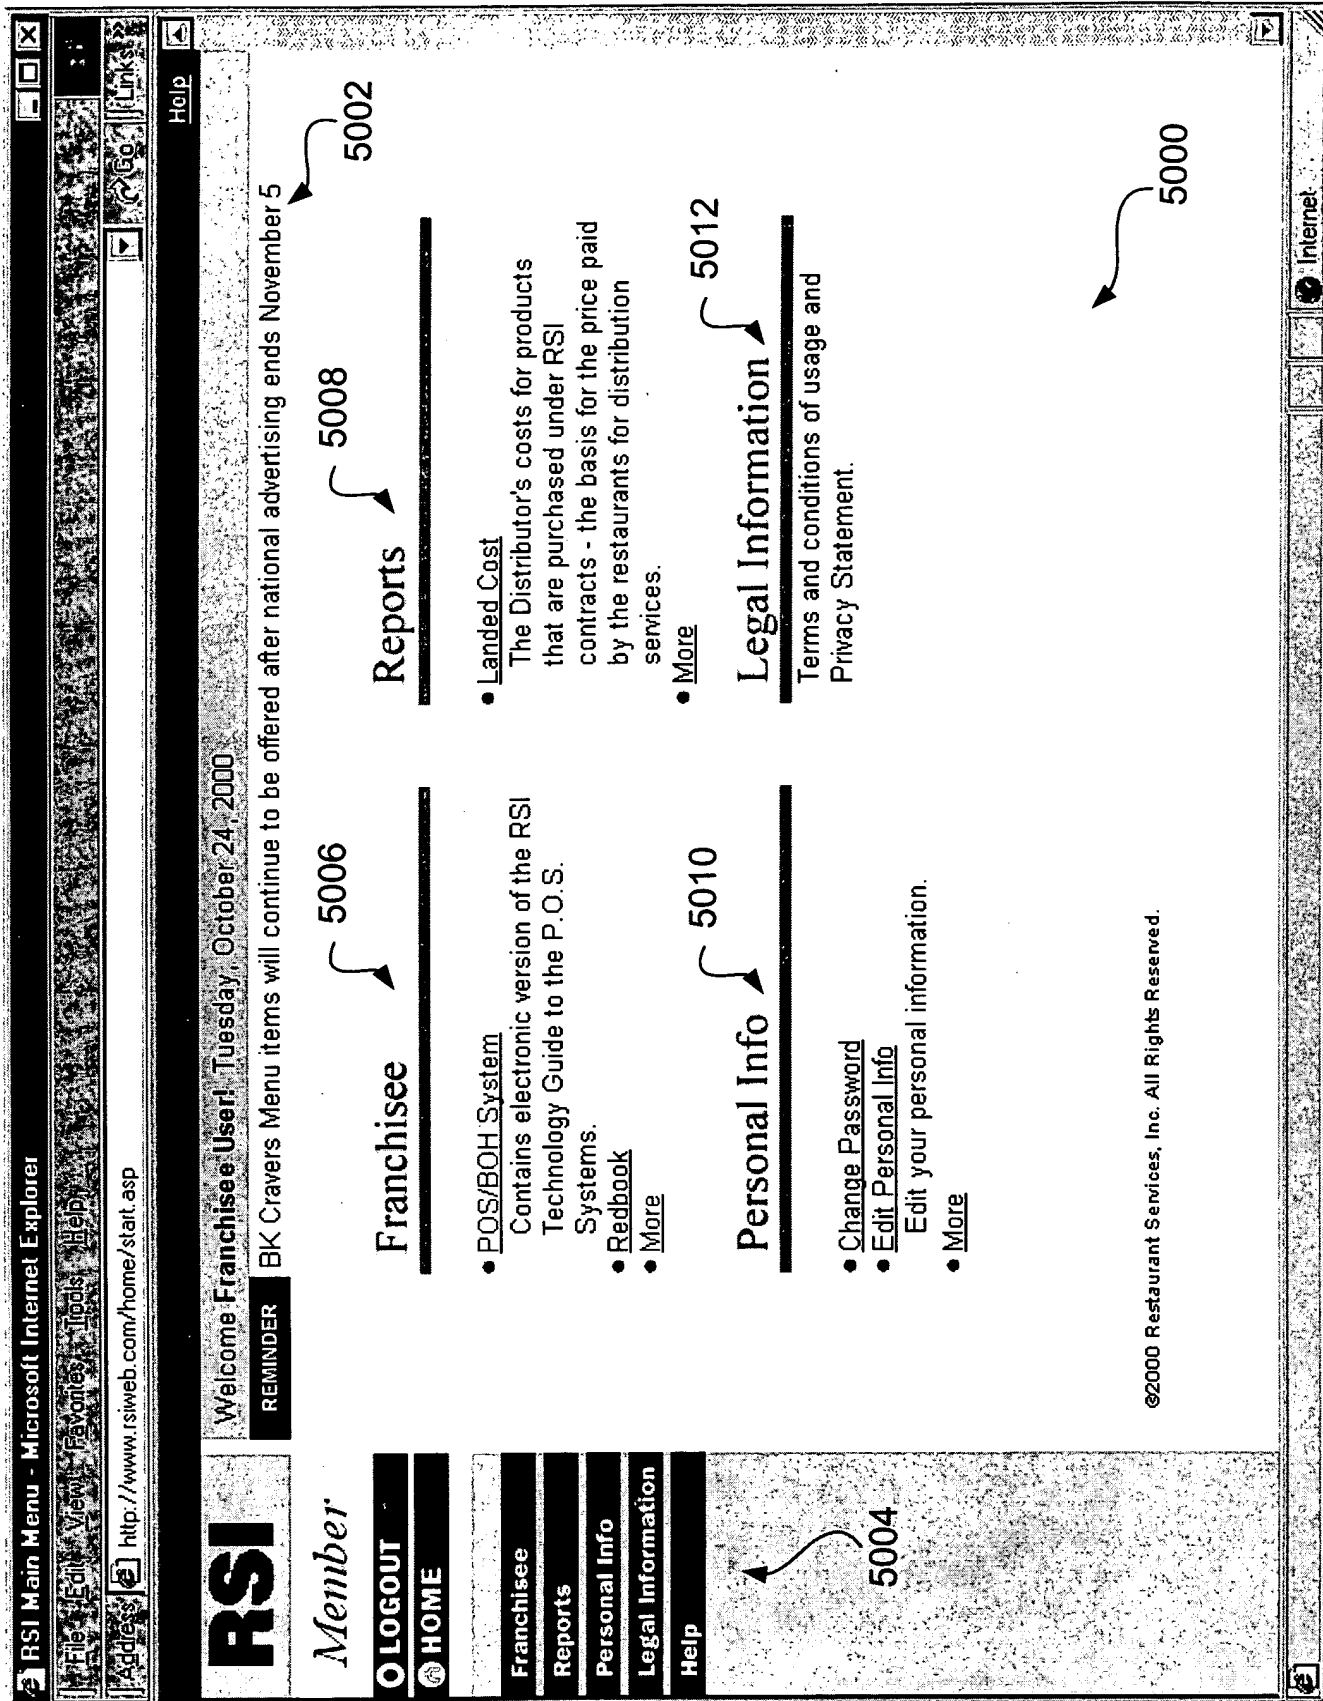 RSI Main Menu - Microsoft Internet Explorer
File Edit View Favorites Tools Help
Address http://www.rsiweb.com/home/start.asp Go Links »
Help
RSI
Welcome Franchisee User! Tuesday, October 24, 2000
REMINDER BK Cravers Menu items will continue to be offered after national advertising ends November 5
5002
Member
LOGOUT
HOME
Franchisee
Reports
Personal Info
Legal Information
Help
5004
5006
Franchisee
• POS/BOH System
Contains electronic version of the RSI
Technology Guide to the P.O.S.
Systems.
• Redbook
• More
5008
Reports
• Landed Cost
The Distributor's costs for products
that are purchased under RSI
contracts - the basis for the price paid
by the restaurants for distribution
services.
• More
5010
Personal Info
• Change Password
• Edit Personal Info
Edit your personal information.
• More
5012
Legal Information
Terms and conditions of usage and
Privacy Statement.
5000
©2000 Restaurant Services, Inc. All Rights Reserved.
Internet